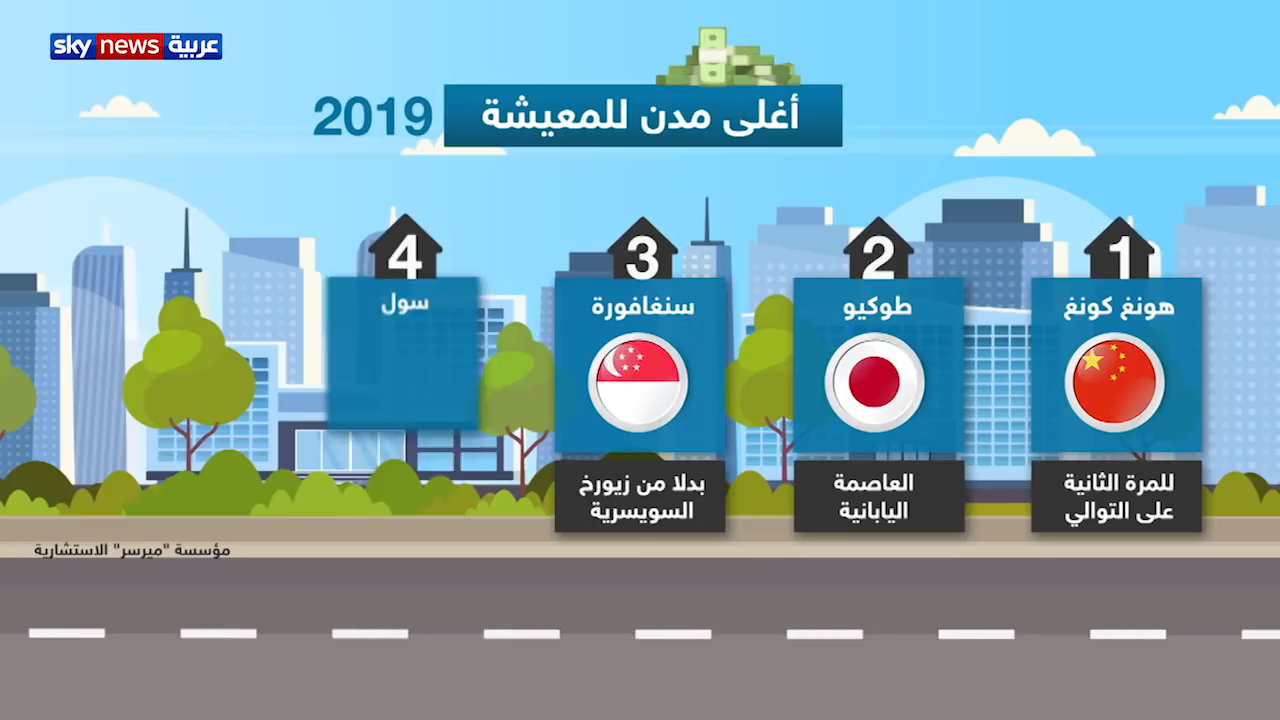 sky news عربية
أغلى مدن للمعيشة 2019
1
هونغ كونغ
للمرة الثانية
على التوالي
2
طوكيو
العاصمة
اليابانية
3
سنغافورة
بدلا من زيورخ
السويسرية
4
سول
مؤسسة "ميرسر" الاستشارية